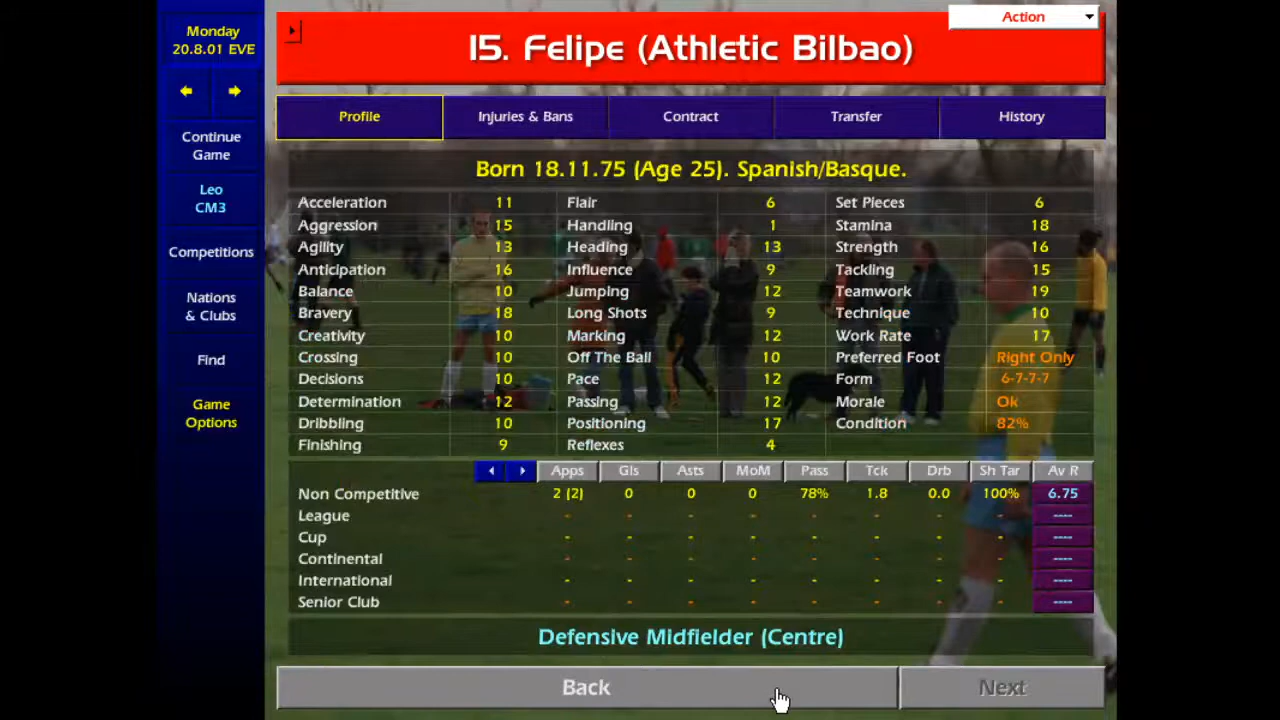 Monday
20.8.01 EVE
Continue
Game
Leo
CM3
Competitions
Nations
& Clubs
Find
Game
Options
Action
15. Felipe (Athletic Bilbao)
Profile Injuries & Bans Contract Transfer History
Born 18.11.75 (Age 25). Spanish/Basque.
Acceleration 11 Flair 6 Set Pieces 6
Aggression 15 Handling 1 Stamina 18
Agility 13 Heading 13 Strength 16
Anticipation 16 Influence 9 Tackling 15
Balance 10 Jumping 12 Teamwork 19
Bravery 18 Long Shots 9 Technique 10
Creativity 10 Marking 12 Work Rate 17
Crossing 10 Off The Ball 10 Preferred Foot Right Only
Decisions 10 Pace 12 Form 6-7-7-7
Determination 12 Passing 12 Morale Ok
Dribbling 10 Positioning 17 Condition 82%
Finishing 9 Reflexes 4
Apps Gls Asts MoM Pass Tck Drb Sh Tar Av R
Non Competitive 2 (2) 0 0 0 78% 1.8 0.0 100% 6.75
League - - - - - - - - ----
Cup - - - - - - - - ----
Continental - - - - - - - - ----
International - - - - - - - - ----
Senior Club - - - - - - - - ----
Defensive Midfielder (Centre)
Back Next